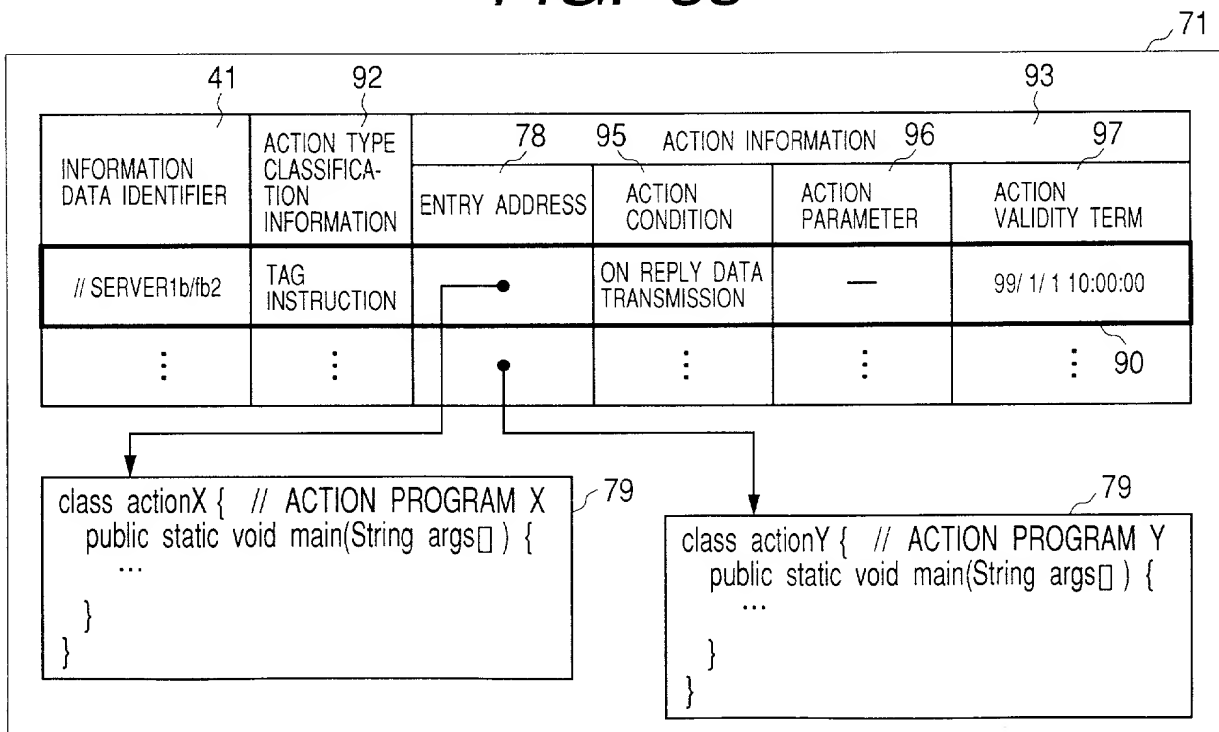 71
41
92
93
INFORMATION
DATA IDENTIFIER
ACTION TYPE
CLASSIFICA-
TION
INFORMATION
78
95
ACTION INFORMATION
96
97
ENTRY ADDRESS
ACTION
CONDITION
ACTION
PARAMETER
ACTION
VALIDITY TERM
// SERVER1b/fb2
TAG
INSTRUCTION
ON REPLY DATA
TRANSMISSION
—
99/ 1/ 1 10:00:00
90
79
class actionX { // ACTION PROGRAM X
public static void main(String args[] ) {
...
}
}
79
class actionY { // ACTION PROGRAM Y
public static void main(String args[] ) {
...
}
}